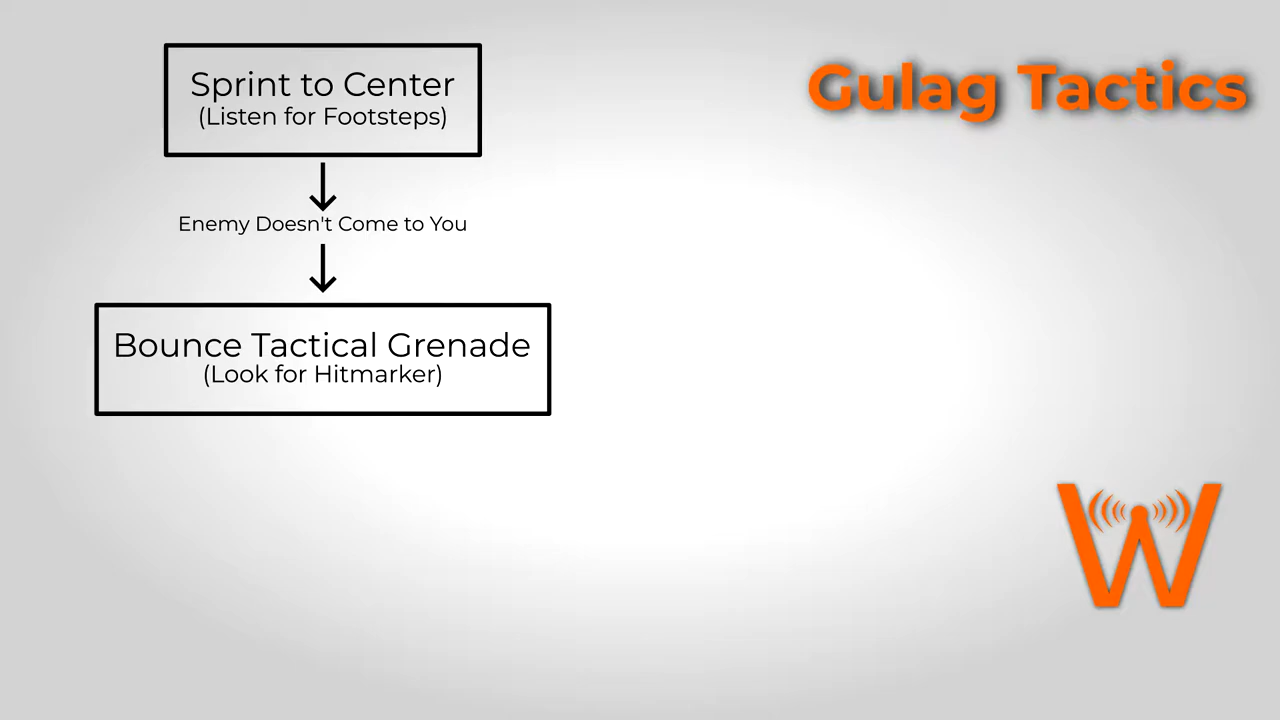 Gulag Tactics
Sprint to Center
(Listen for Footsteps)
Enemy Doesn't Come to You
Bounce Tactical Grenade
(Look for Hitmarker)
W